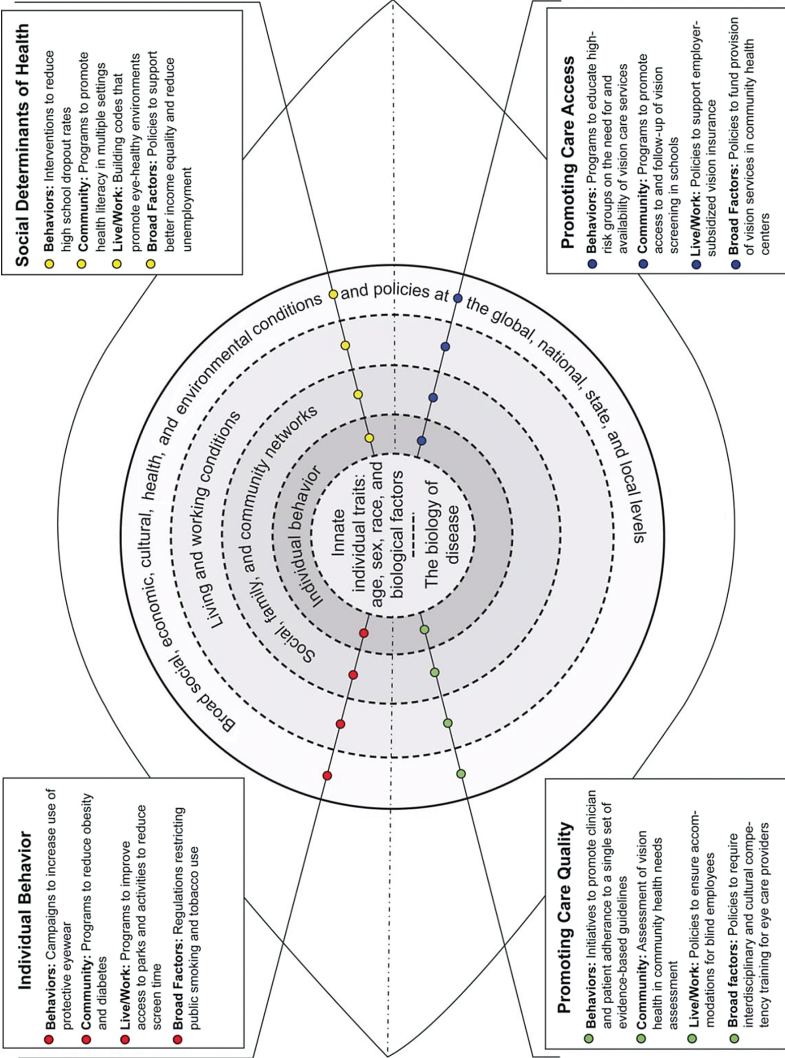 Individual Behavior
Behaviors: Campaigns to increase use of
protective eyewear
Community: Programs to reduce obesity
and diabetes
Live/Work: Programs to improve
access to parks and activities to reduce
screen time
Broad Factors: Regulations restricting
public smoking and tobacco use
Social Determinants of Health
Behaviors: Interventions to reduce
high school dropout rates
Community: Programs to promote
health literacy in multiple settings
Live/Work: Building codes that
promote eye-healthy environments
Broad Factors: Policies to support
better income equality and reduce
unemployment
Broad social, economic, cultural, health, and environmental conditions and policies at the global, national, state, and local levels
Living and working conditions
Social, family, and community networks
Individual behavior
Innate
individual traits:
age, sex, race, and
biological factors
The biology of
disease
Promoting Care Quality
Behaviors: Initiatives to promote clinician
and patient adherance to a single set of
evidence-based guidelines
Community: Assessment of vision
health in community health needs
assessment
Live/Work: Policies to ensure accom-
modations for blind employees
Broad factors: Policies to require
interdisciplinary and cultural compe-
tency training for eye care providers
Promoting Care Access
Behaviors: Programs to educate high-
risk groups on the need for and
availability of vision care services
Community: Programs to promote
access to and follow-up of vision
screening in schools
Live/Work: Policies to support employer-
subsidized vision insurance
Broad Factors: Policies to fund provision
of vision services in community health
centers